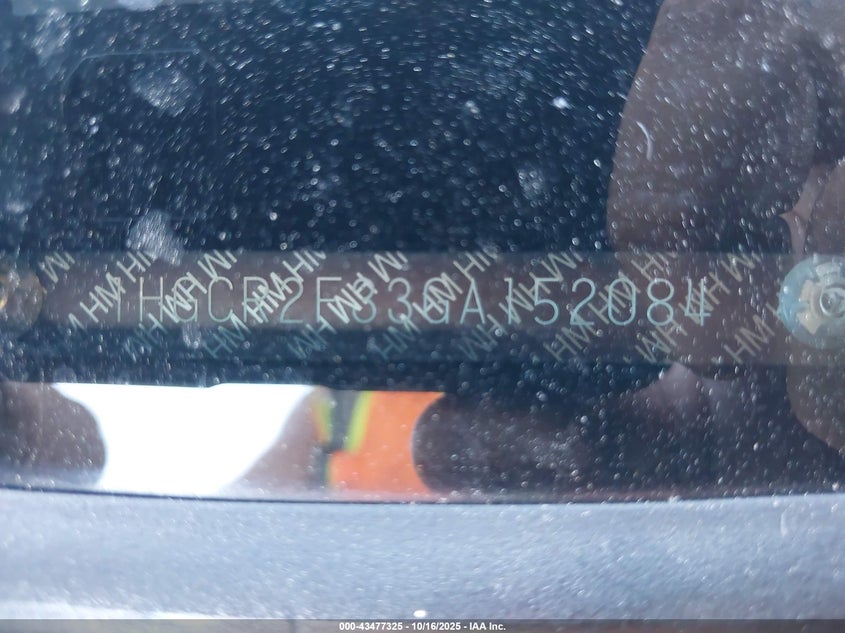 1HGCR2F33GA152084
000-43477325 | 10/16/2025 - IAA Inc.